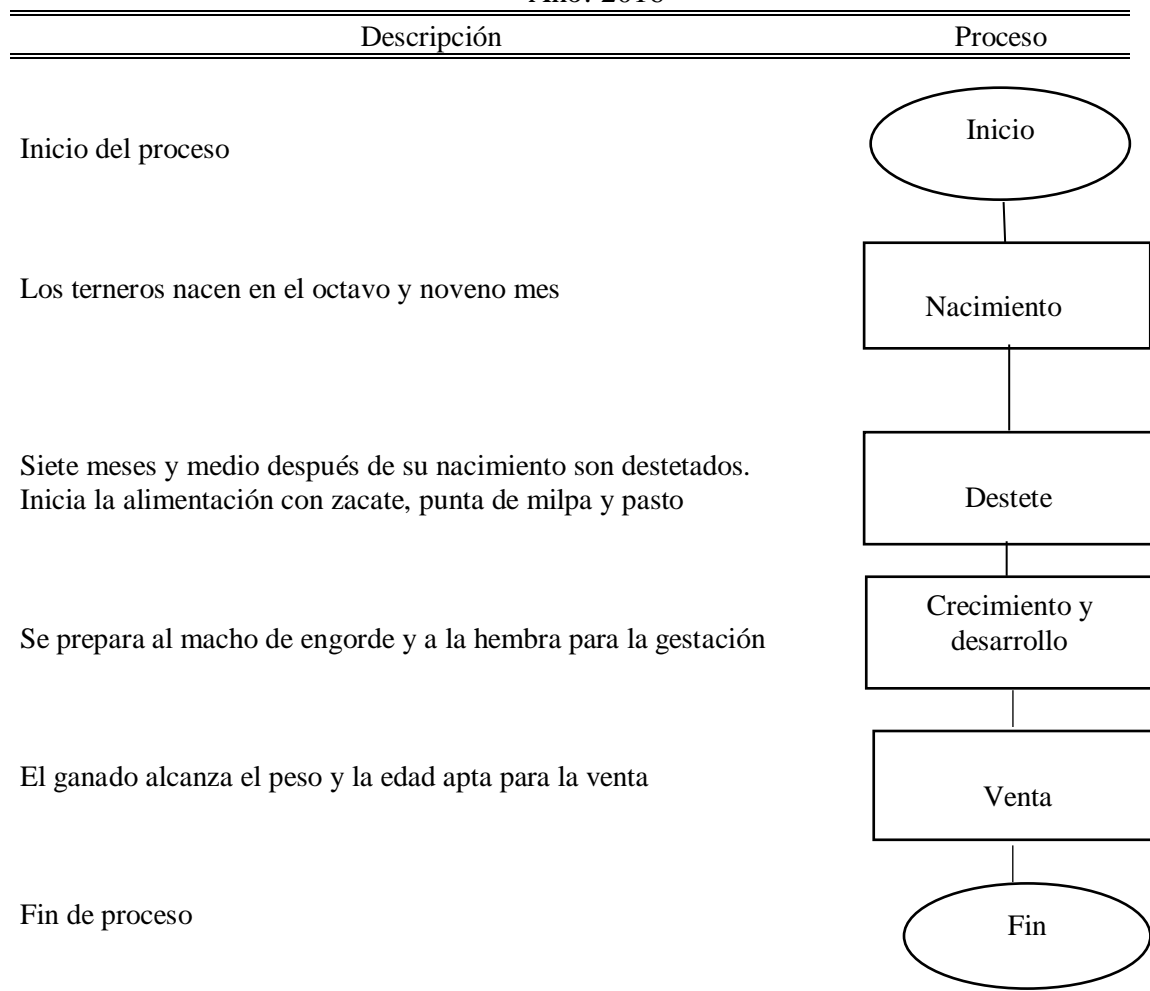 Descripción Proceso
Inicio
Inicio del proceso
Los terneros nacen en el octavo y noveno mes
Nacimiento
Siete meses y medio después de su nacimiento son destetados.
Inicia la alimentación con zacate, punta de milpa y pasto
Destete
Crecimiento y
desarrollo
Se prepara al macho de engorde y a la hembra para la gestación
El ganado alcanza el peso y la edad apta para la venta
Venta
Fin de proceso
Fin